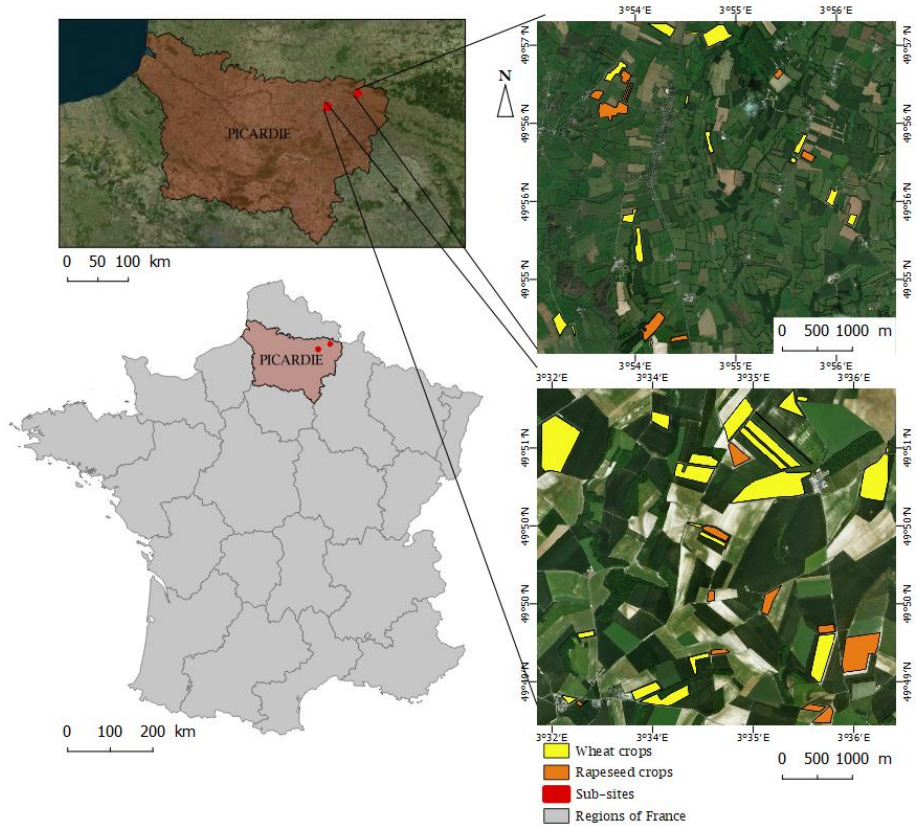 PICARDIE
N
0 50 100 km
PICARDIE
0 100 200 km
3°54'E 3°55'E 3°56'E
49°57'N
49°56'N
49°56'N
49°55'N
0 500 1000 m
3°54'E 3°55'E 3°56'E
3°32'E 3°34'E 3°35'E 3°36'E
49°51'N
49°50'N
49°50'N
49°49'N
0 500 1000 m
3°32'E 3°34'E 3°35'E 3°36'E
Wheat crops
Rapeseed crops
Sub-sites
Regions of France